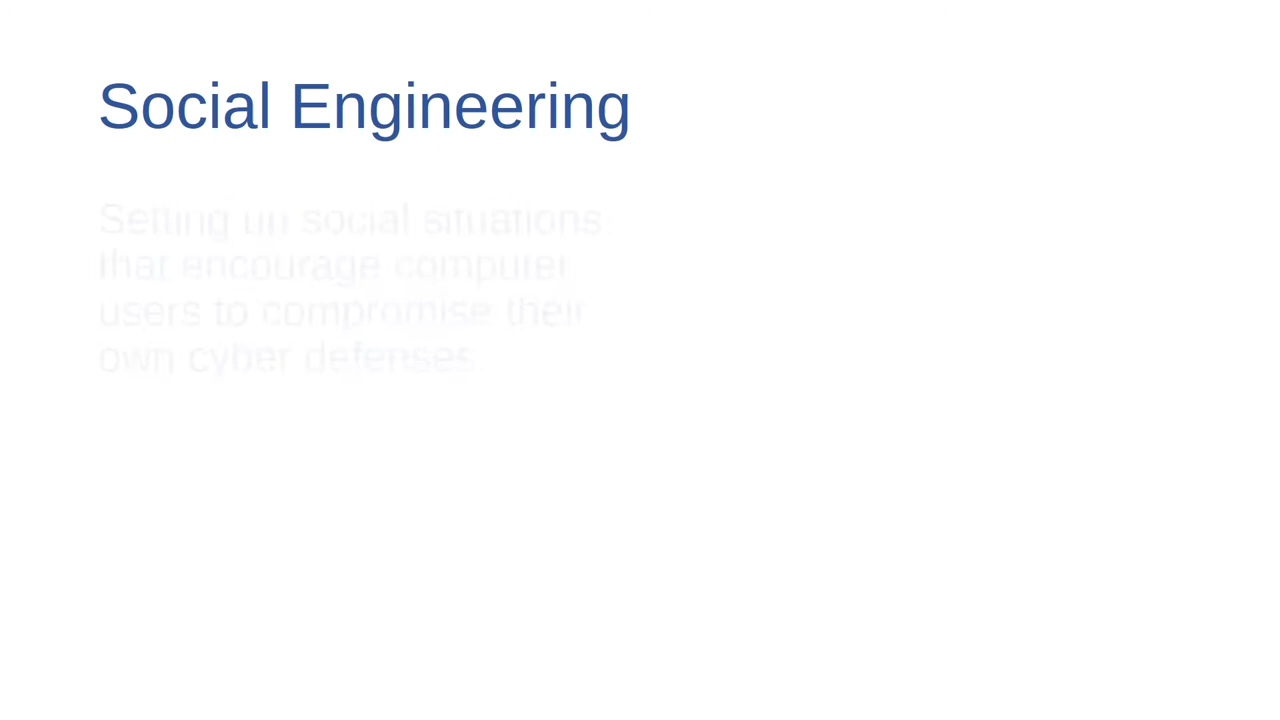 Social Engineering
Setting up social situations
that encourage computer
users to compromise their
own cyber defenses